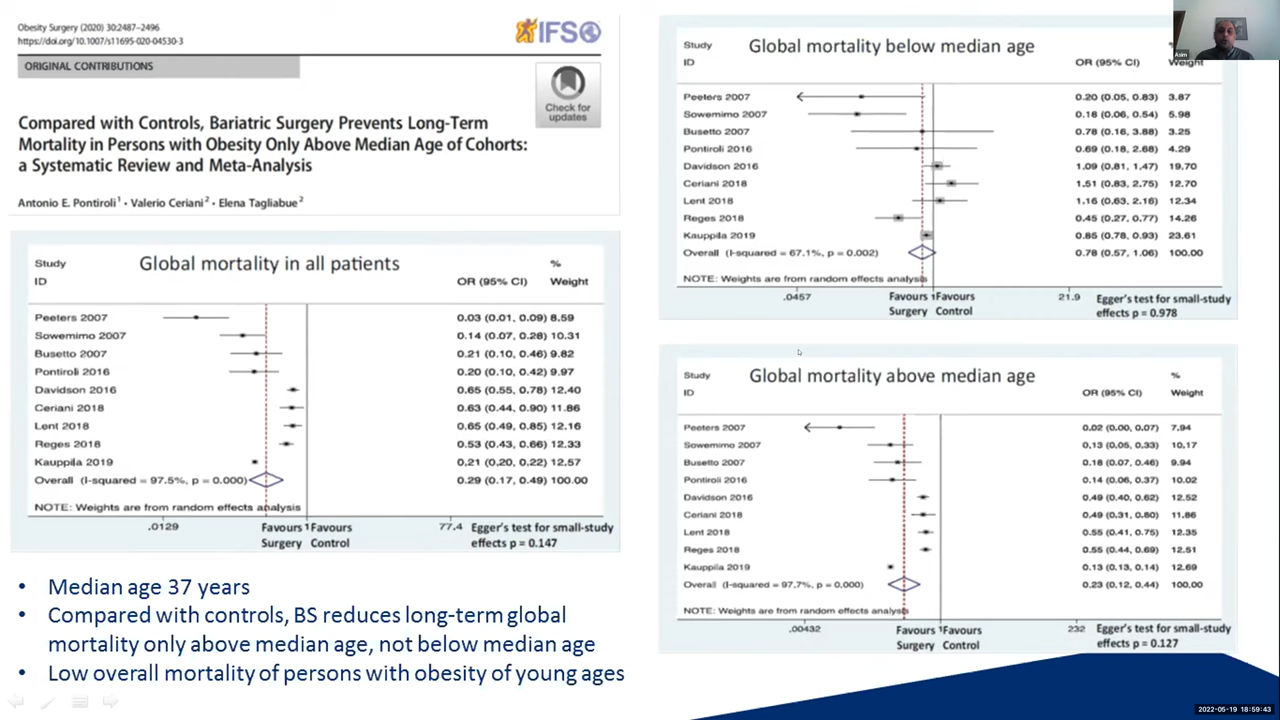 Obesity Surgery (2020) 30:2487–2496
https://doi.org/10.1007/s11695-020-04530-3
IFSO
ORIGINAL CONTRIBUTIONS
Check for
updates
Compared with Controls, Bariatric Surgery Prevents Long-Term
Mortality in Persons with Obesity Only Above Median Age of Cohorts:
a Systematic Review and Meta-Analysis
Antonio E. Pontiroli¹ · Valerio Ceriani² · Elena Tagliabue²
Study Global mortality in all patients %
ID OR (95% CI) Weight
Peeters 2007 0.03 (0.01, 0.09) 8.59
Sowemimo 2007 0.14 (0.07, 0.28) 10.31
Busetto 2007 0.21 (0.10, 0.46) 9.82
Pontiroli 2016 0.20 (0.10, 0.42) 9.97
Davidson 2016 0.65 (0.55, 0.78) 12.40
Ceriani 2018 0.63 (0.44, 0.90) 11.86
Lent 2018 0.65 (0.49, 0.85) 12.16
Reges 2018 0.53 (0.43, 0.66) 12.33
Kauppila 2019 0.21 (0.20, 0.22) 12.57
Overall (I-squared = 97.5%, p = 0.000) 0.29 (0.17, 0.49) 100.00
NOTE: Weights are from random effects analysis
.0129 Favours 1 Favours 77.4 Egger's test for small-study
Surgery Control effects p = 0.147
• Median age 37 years
• Compared with controls, BS reduces long-term global
mortality only above median age, not below median age
• Low overall mortality of persons with obesity of young ages
Study Global mortality below median age %
ID OR (95% CI) Weight
Peeters 2007 0.20 (0.05, 0.83) 3.87
Sowemimo 2007 0.18 (0.06, 0.54) 5.98
Busetto 2007 0.78 (0.16, 3.88) 3.25
Pontiroli 2016 0.69 (0.18, 2.68) 4.29
Davidson 2016 1.09 (0.81, 1.47) 19.70
Ceriani 2018 1.51 (0.83, 2.75) 12.70
Lent 2018 1.16 (0.63, 2.16) 12.34
Reges 2018 0.45 (0.27, 0.77) 14.26
Kauppila 2019 0.85 (0.78, 0.93) 23.61
Overall (I-squared = 67.1%, p = 0.002) 0.78 (0.57, 1.06) 100.00
NOTE: Weights are from random effects analysis
.0457 Favours 1 Favours 21.9 Egger's test for small-study
Surgery Control effects p = 0.978
Study Global mortality above median age %
ID OR (95% CI) Weight
Peeters 2007 0.02 (0.00, 0.07) 7.94
Sowemimo 2007 0.13 (0.05, 0.33) 10.17
Busetto 2007 0.18 (0.07, 0.46) 9.94
Pontiroli 2016 0.14 (0.06, 0.37) 10.02
Davidson 2016 0.49 (0.40, 0.62) 12.52
Ceriani 2018 0.49 (0.31, 0.80) 11.86
Lent 2018 0.55 (0.41, 0.75) 12.35
Reges 2018 0.55 (0.44, 0.69) 12.51
Kauppila 2019 0.13 (0.13, 0.14) 12.69
Overall (I-squared = 97.7%, p = 0.000) 0.23 (0.12, 0.44) 100.00
NOTE: Weights are from random effects analysis
.00432 Favours 1 Favours 232 Egger's test for small-study
Surgery Control effects p = 0.127
Asim
2022-05-19 18:59:43